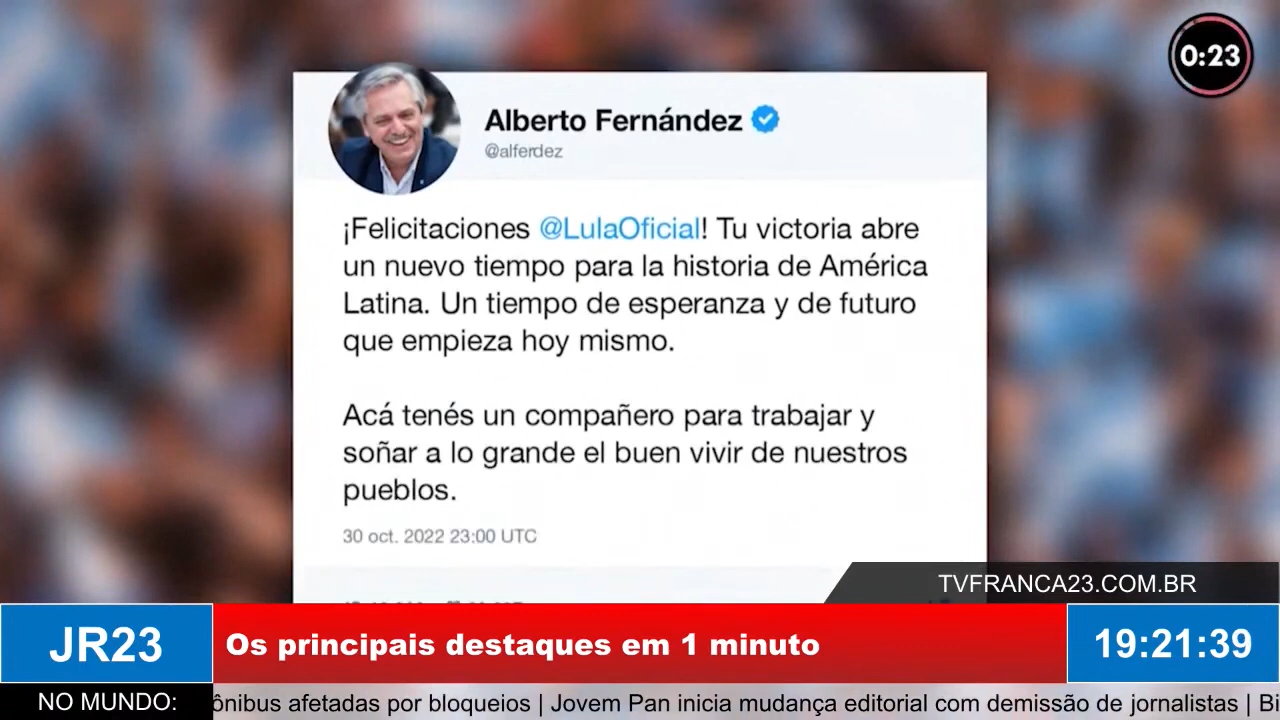 0:23
Alberto Fernández
@alferdez
¡Felicitaciones @LulaOficial! Tu victoria abre
un nuevo tiempo para la historia de América
Latina. Un tiempo de esperanza y de futuro
que empieza hoy mismo.
Acá tenés un compañero para trabajar y
soñar a lo grande el buen vivir de nuestros
pueblos.
30 oct. 2022 23:00 UTC
TVFRANCA23.COM.BR
JR23
Os principais destaques em 1 minuto
19:21:39
NO MUNDO:
ônibus afetadas por bloqueios | Jovem Pan inicia mudança editorial com demissão de jornalistas | Bi